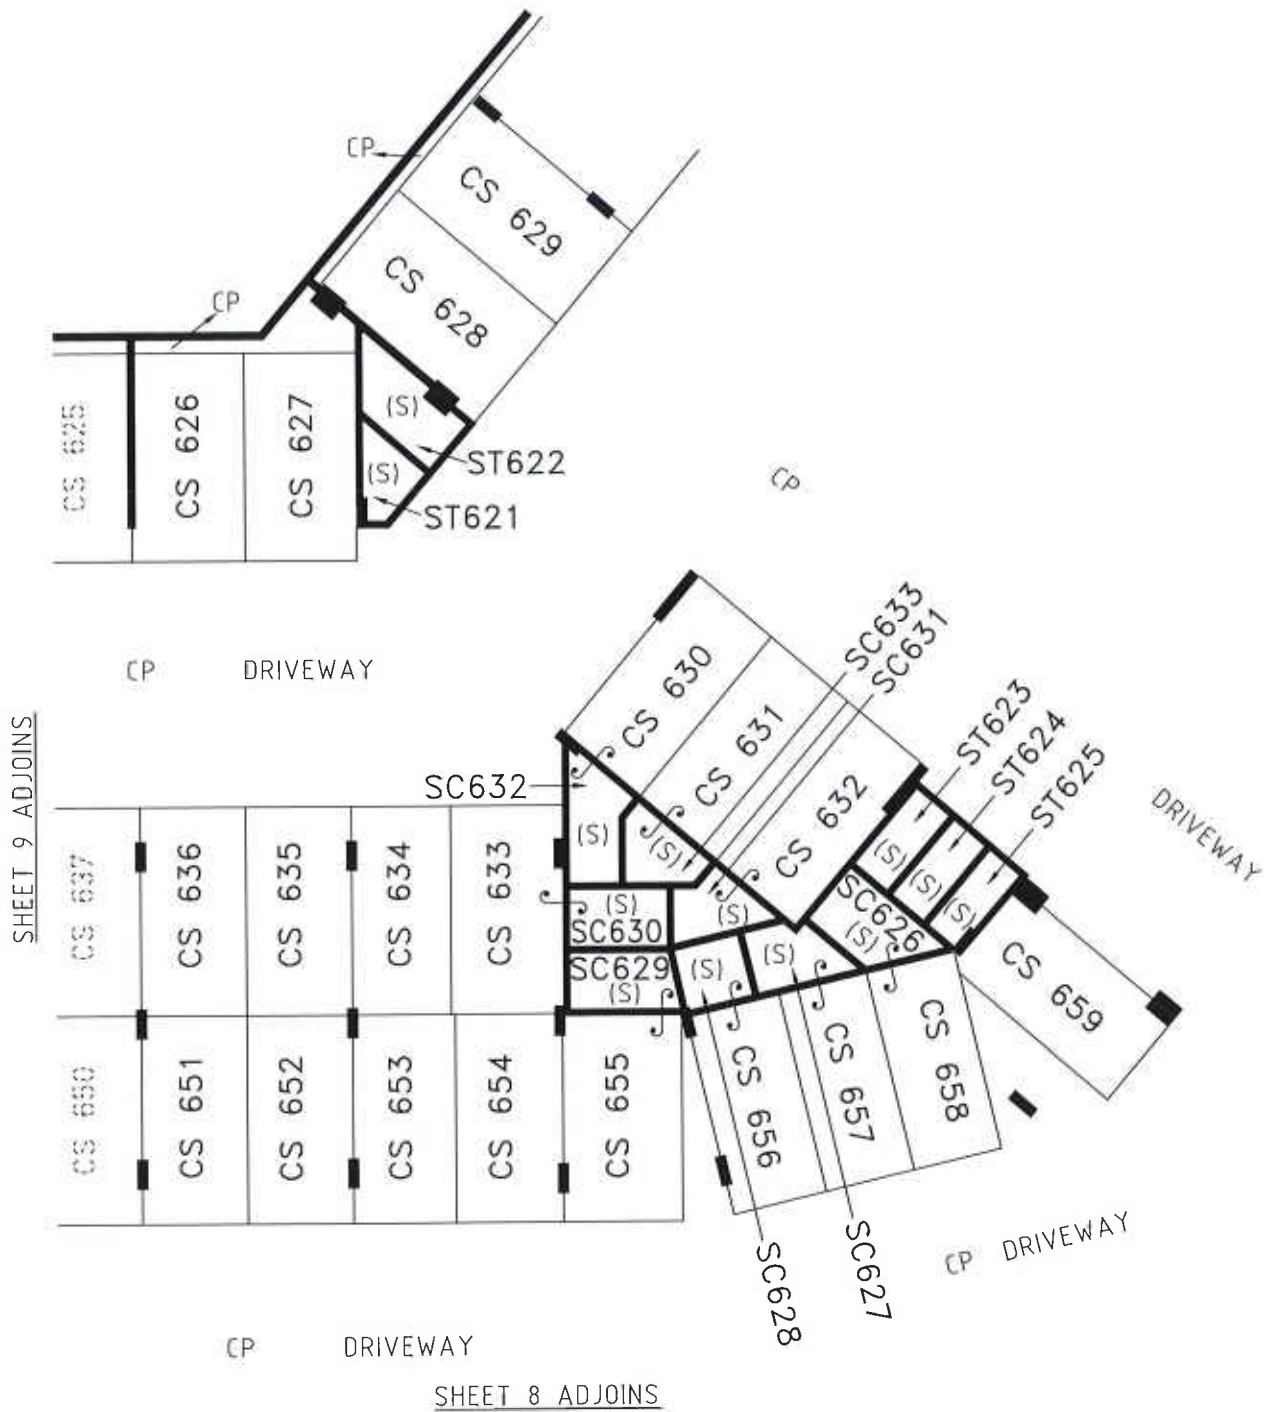 CP
CS 629
CS 628
CP
CS 625
CS 626
CS 627
(S)
ST622
(S)
ST621
CP
CP DRIVEWAY
SHEET 9 ADJOINS
SC633
SC631
CS 630
CS 631
CS 632
ST623
ST624
ST625
DRIVEWAY
SC632
(S)
(S)
(S)
(S)
(S)
CS 637
CS 636
CS 635
CS 634
CS 633
(S)
SC630
(S)
SC626
(S)
SC629
(S)
(S)
(S)
CS 659
CS 650
CS 651
CS 652
CS 653
CS 654
CS 655
CS 656
CS 657
CS 658
SC628
SC627
CP DRIVEWAY
CP DRIVEWAY
SHEET 8 ADJOINS